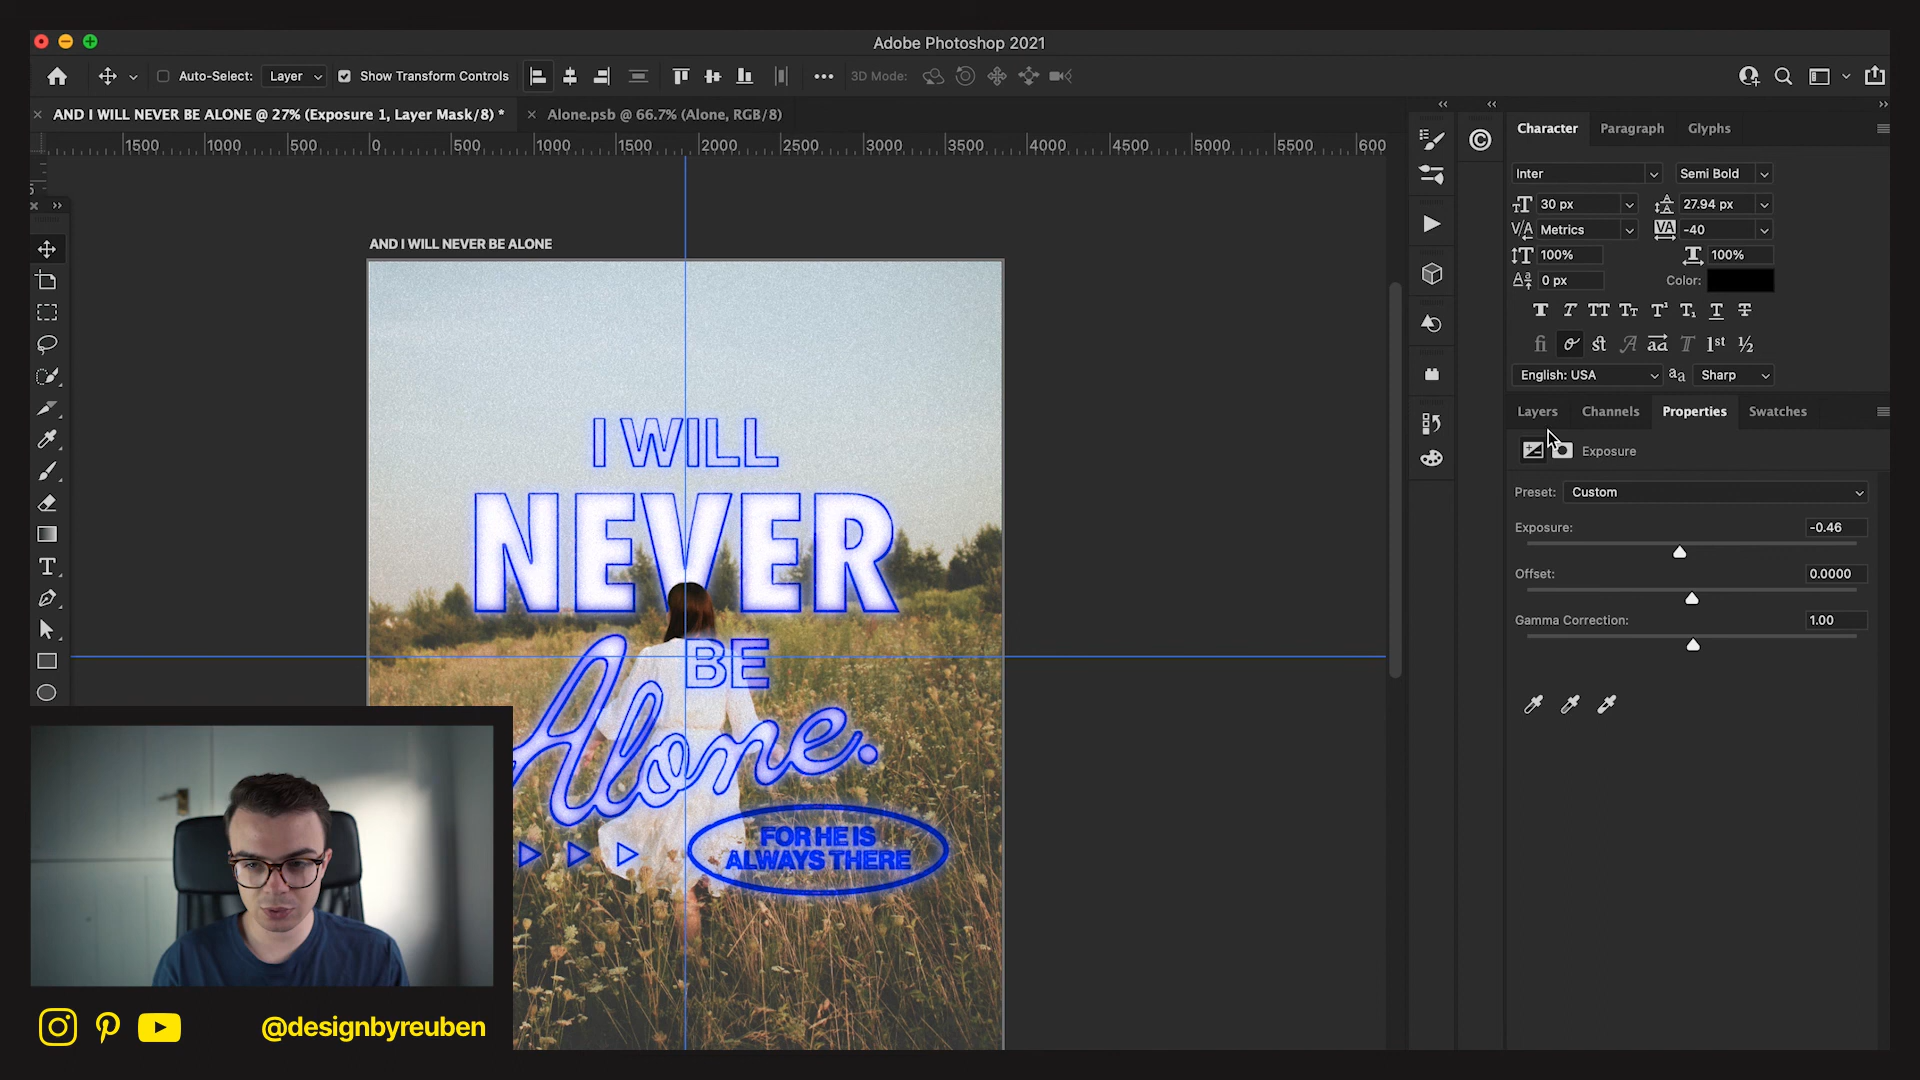 Adobe Photoshop 2021
Auto-Select: Layer Show Transform Controls 3D Mode:
AND I WILL NEVER BE ALONE @ 27% (Exposure 1, Layer Mask/8) * Alone.psb @ 66.7% (Alone, RGB/8)
1500 1000 500 0 500 1000 1500 2000 2500 3000 3500 4000 4500 5000 5500 600
5
AND I WILL NEVER BE ALONE
I WILL
NEVER
BE
Alone.
FOR HE IS
ALWAYS THERE
Character Paragraph Glyphs
Inter Semi Bold
30 px 27.94 px
Metrics -40
100% 100%
0 px Color:
English: USA Sharp
Layers Channels Properties Swatches
Exposure
Preset: Custom
Exposure: -0.46
Offset: 0.0000
Gamma Correction: 1.00
@designbyreuben